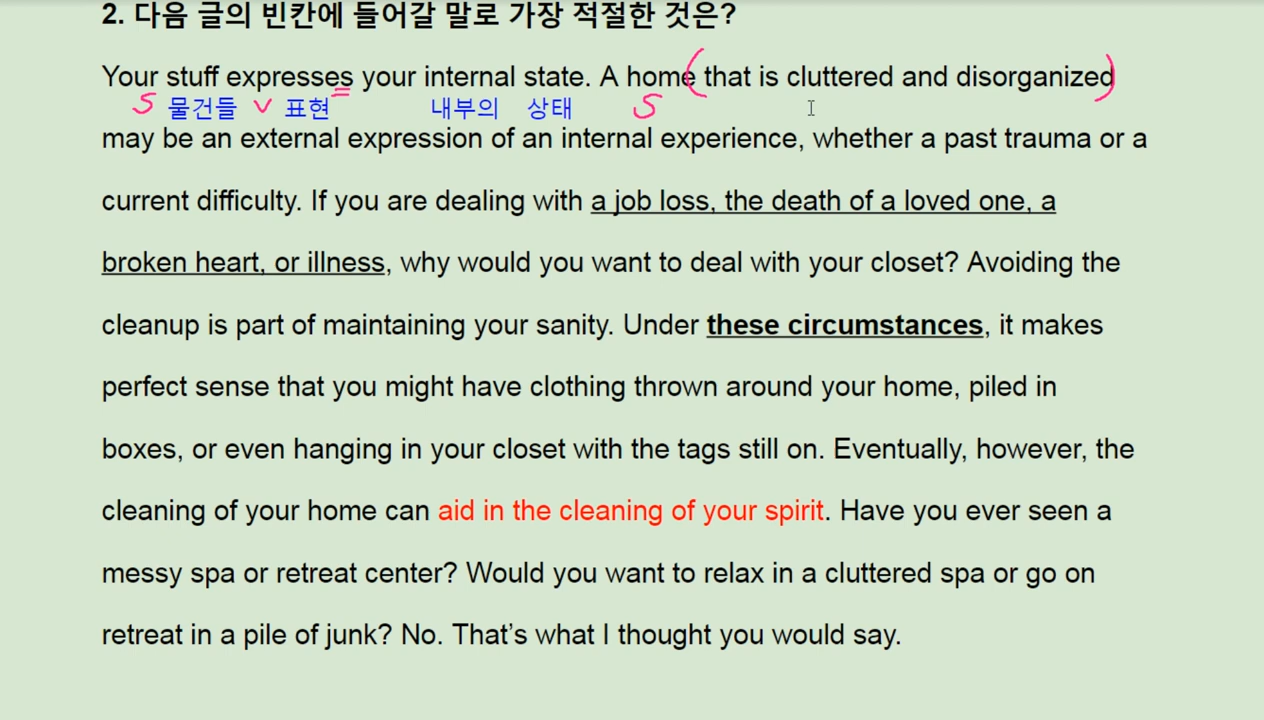 2. 다음 글의 빈칸에 들어갈 말로 가장 적절한 것은?
Your stuff expresses your internal state. A home (that is cluttered and disorganized)
S 물건들 V 표현 내부의 상태 S
may be an external expression of an internal experience, whether a past trauma or a
current difficulty. If you are dealing with a job loss, the death of a loved one, a
broken heart, or illness, why would you want to deal with your closet? Avoiding the
cleanup is part of maintaining your sanity. Under these circumstances, it makes
perfect sense that you might have clothing thrown around your home, piled in
boxes, or even hanging in your closet with the tags still on. Eventually, however, the
cleaning of your home can aid in the cleaning of your spirit. Have you ever seen a
messy spa or retreat center? Would you want to relax in a cluttered spa or go on
retreat in a pile of junk? No. That’s what I thought you would say.